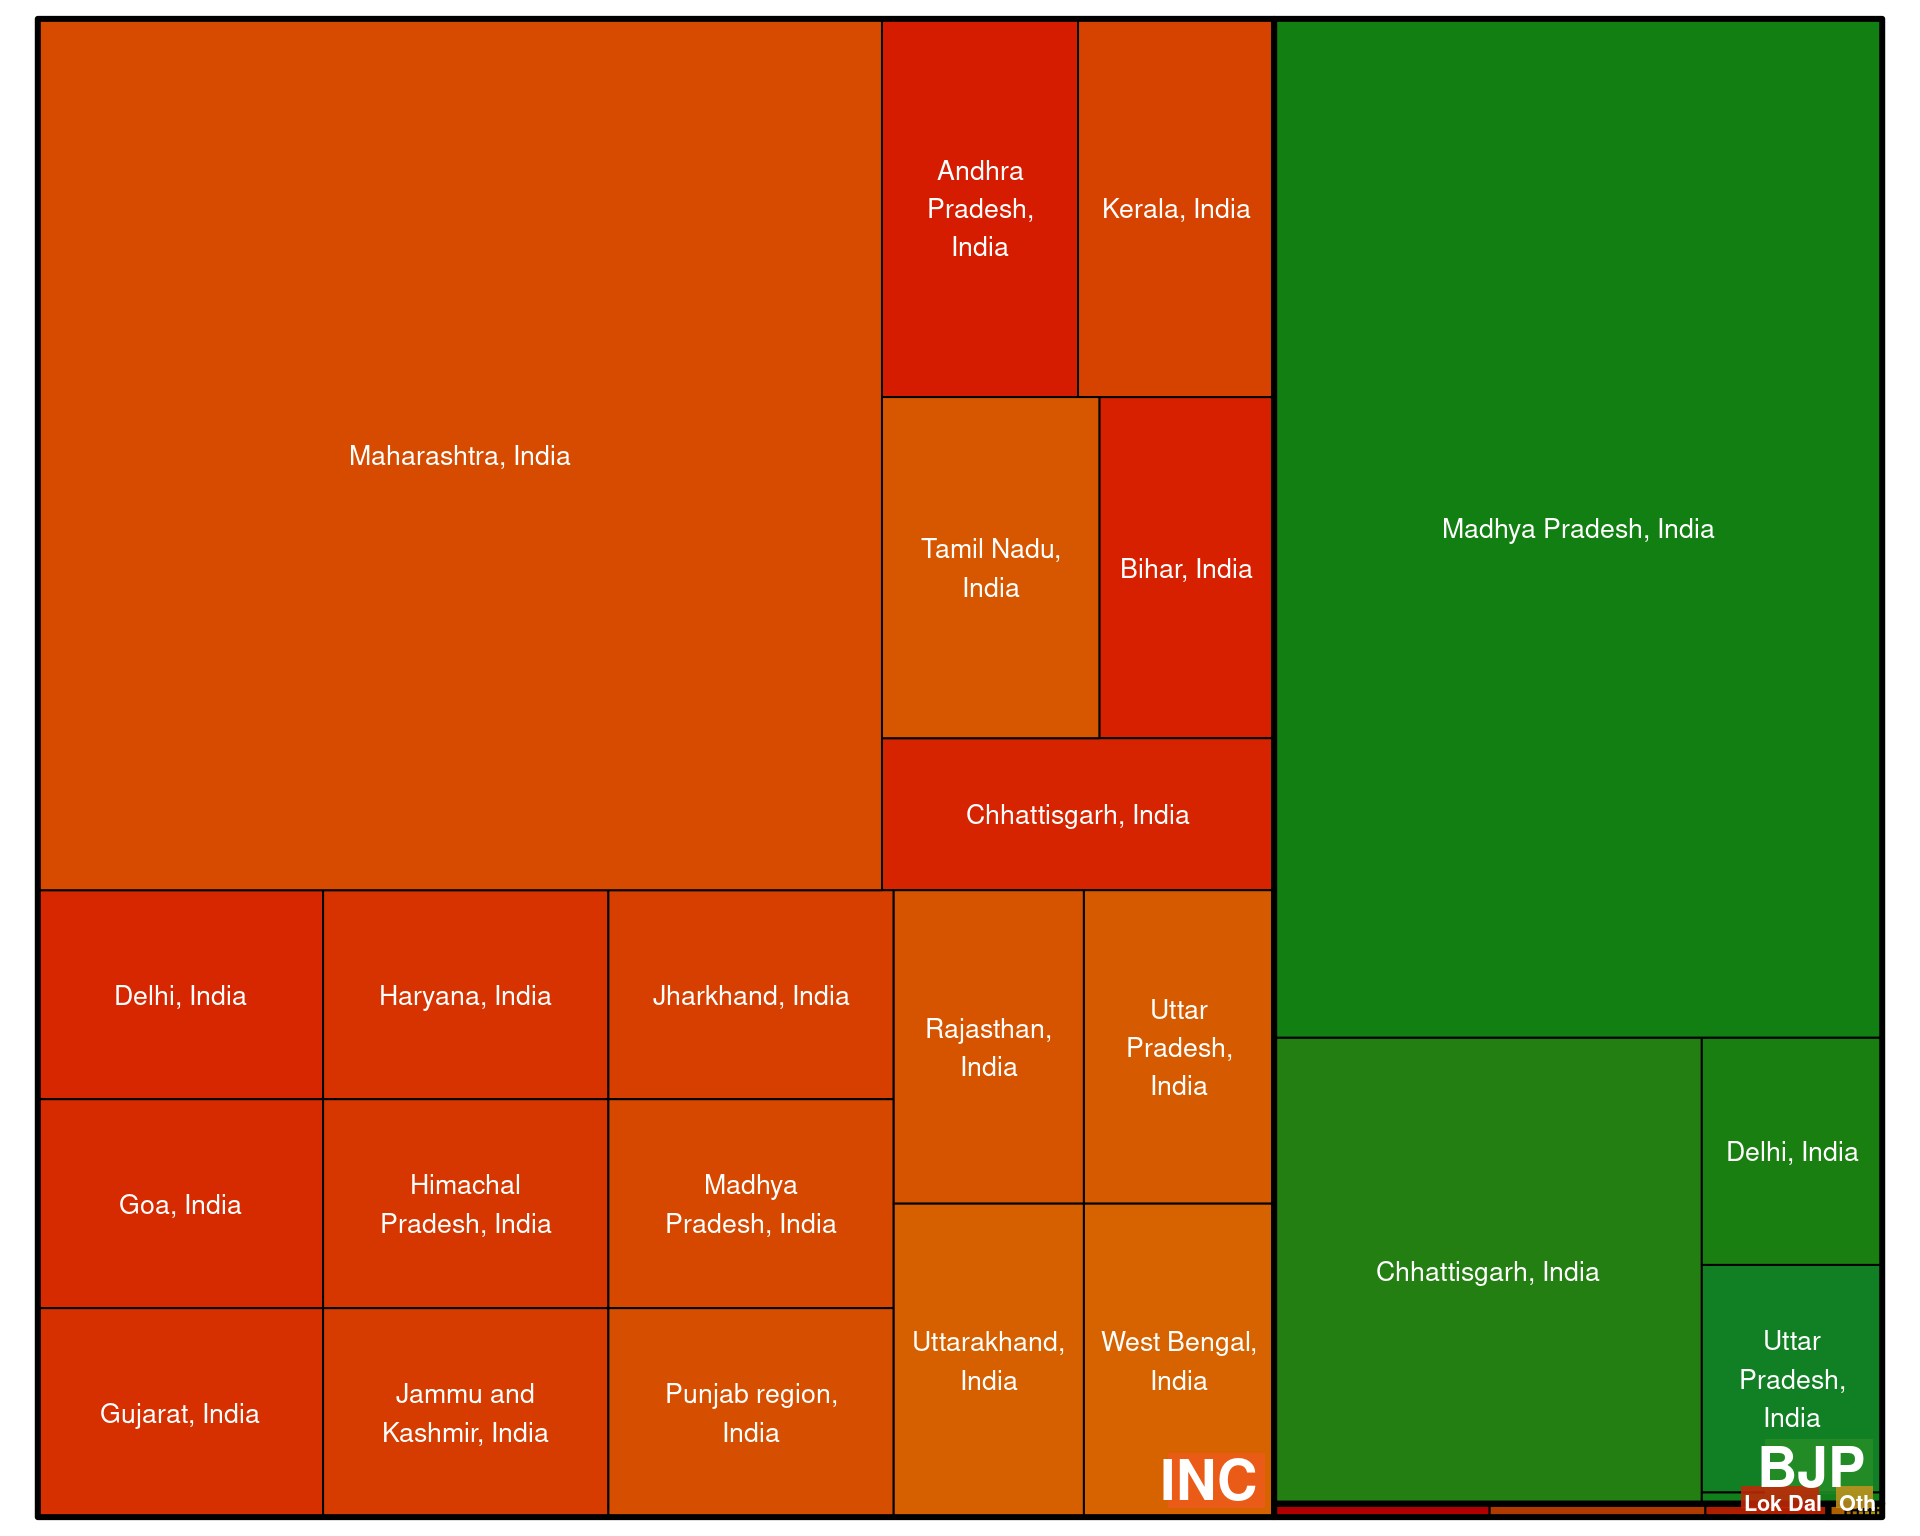 Maharashtra, India
Andhra
Pradesh,
India
Kerala, India
Tamil Nadu,
India
Bihar, India
Chhattisgarh, India
Delhi, India
Haryana, India
Jharkhand, India
Goa, India
Himachal
Pradesh, India
Madhya
Pradesh, India
Gujarat, India
Jammu and
Kashmir, India
Punjab region,
India
Rajasthan,
India
Uttar
Pradesh,
India
Uttarakhand,
India
West Bengal,
India
INC
Madhya Pradesh, India
Chhattisgarh, India
Delhi, India
Uttar
Pradesh,
India
BJP
Lok Dal
Oth